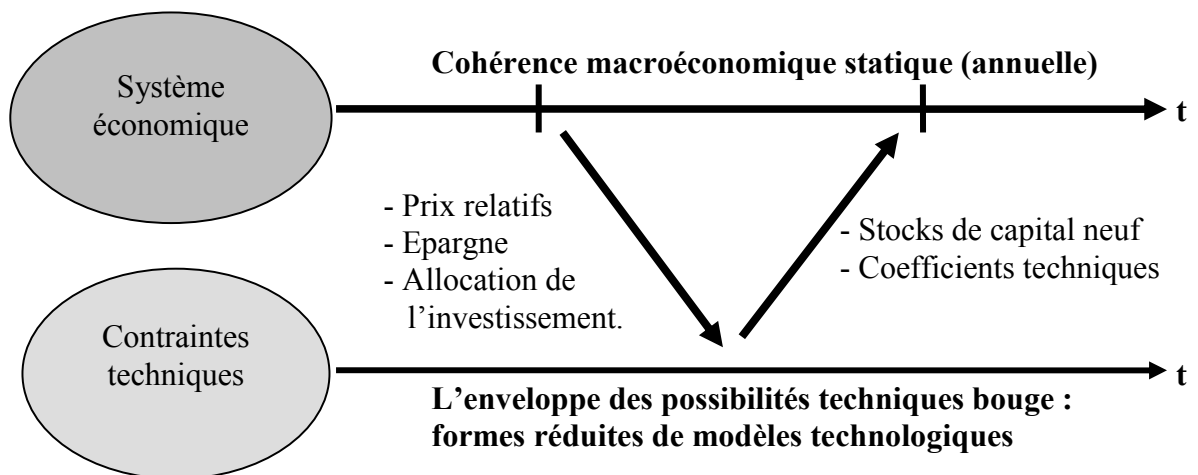 Système
économique
Cohérence macroéconomique statique (annuelle)
t
- Prix relatifs
- Epargne
- Allocation de
l’investissement.
- Stocks de capital neuf
- Coefficients techniques
Contraintes
techniques
t
L’enveloppe des possibilités techniques bouge :
formes réduites de modèles technologiques